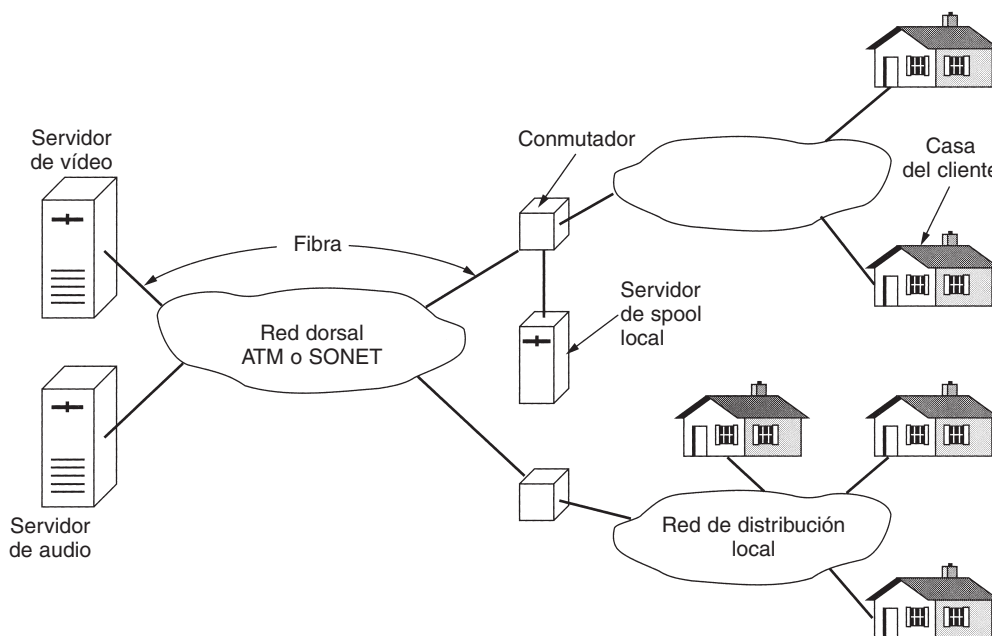 Servidor
de vídeo
Conmutador
Casa
del cliente
Fibra
Servidor
de spool
local
Red dorsal
ATM o SONET
Servidor
de audio
Red de distribución
local